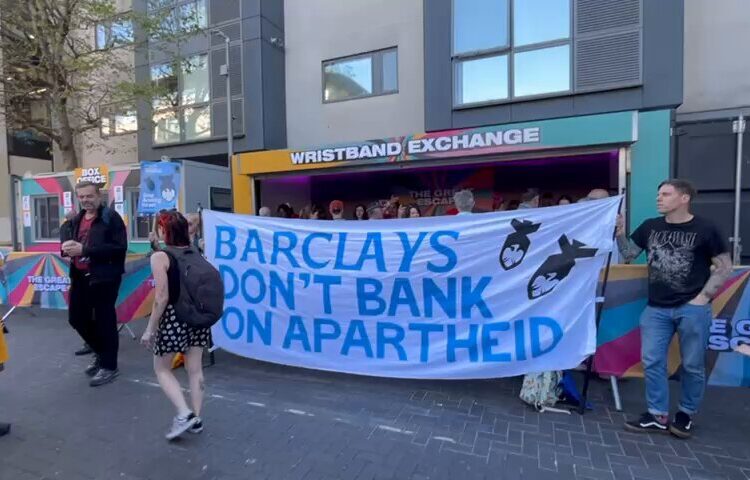 WRISTBAND EXCHANGE
BOX
OFFICE
THE GREAT
ESCAPE
BARCLAYS
DON'T BANK
ON APARTHEID
THE GREAT
ESCAPE